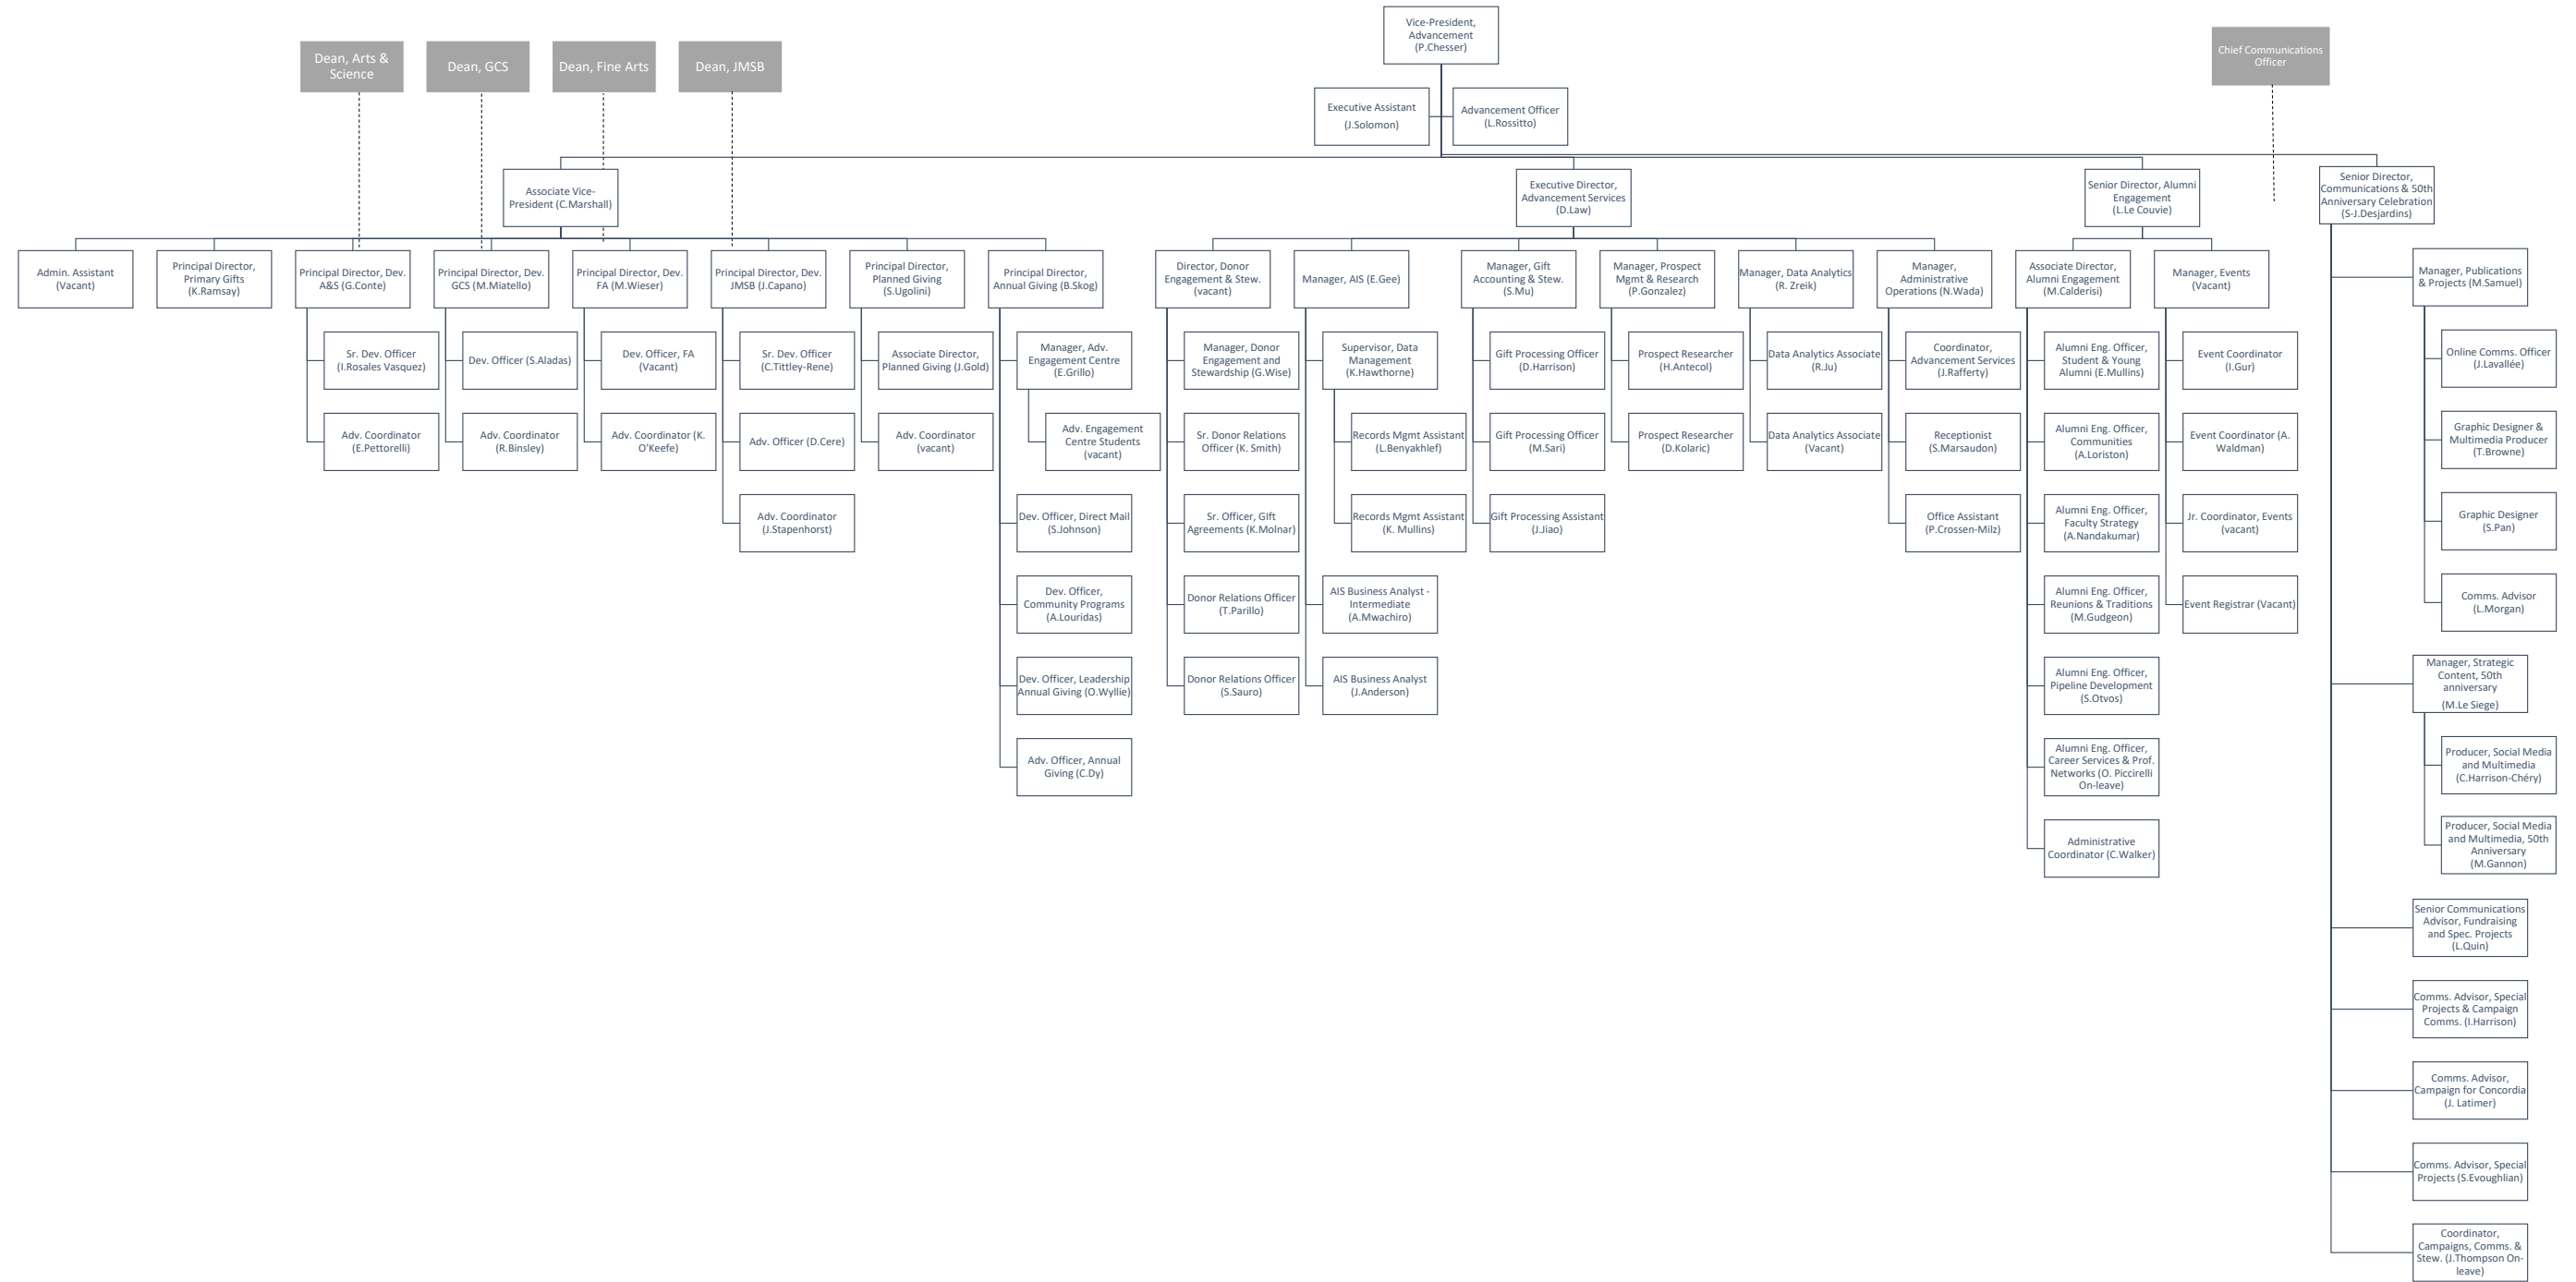 Vice-President,
Advancement
(P.Chesser)
Dean, Arts &
Science
Dean, GCS
Dean, Fine Arts
Dean, JMSB
Chief Communications
Officer
Executive Assistant
(J.Solomon)
Advancement Officer
(L.Rossitto)
Associate Vice-
President (C.Marshall)
Executive Director,
Advancement Services
(D.Law)
Senior Director, Alumni
Engagement
(L.Le Couvie)
Senior Director,
Communications & 50th
Anniversary Celebration
(S-J.Desjardins)
Admin. Assistant
(Vacant)
Principal Director,
Primary Gifts
(K.Ramsay)
Principal Director, Dev.
A&S (G.Conte)
Principal Director, Dev.
GCS (M.Miatello)
Principal Director, Dev.
FA (M.Wieser)
Principal Director, Dev.
JMSB (J.Capano)
Principal Director,
Planned Giving
(S.Ugolini)
Principal Director,
Annual Giving (B.Skog)
Director, Donor
Engagement & Stew.
(vacant)
Manager, AIS (E.Gee)
Manager, Gift
Accounting & Stew.
(S.Mu)
Manager, Prospect
Mgmt & Research
(P.Gonzalez)
Manager, Data Analytics
(R. Zreik)
Manager,
Administrative
Operations (N.Wada)
Associate Director,
Alumni Engagement
(M.Calderisi)
Manager, Events
(Vacant)
Manager, Publications
& Projects (M.Samuel)
Sr. Dev. Officer
(I.Rosales Vasquez)
Dev. Officer (S.Aladas)
Dev. Officer, FA
(Vacant)
Sr. Dev. Officer
(C.Tittley-Rene)
Associate Director,
Planned Giving (J.Gold)
Manager, Adv.
Engagement Centre
(E.Grillo)
Manager, Donor
Engagement and
Stewardship (G.Wise)
Supervisor, Data
Management
(K.Hawthorne)
Gift Processing Officer
(D.Harrison)
Prospect Researcher
(H.Antecol)
Data Analytics Associate
(R.Ju)
Coordinator,
Advancement Services
(J.Rafferty)
Alumni Eng. Officer,
Student & Young
Alumni (E.Mullins)
Event Coordinator
(I.Gur)
Online Comms. Officer
(J.Lavallée)
Adv. Coordinator
(E.Pettorelli)
Adv. Coordinator
(R.Binsley)
Adv. Coordinator (K.
O'Keefe)
Adv. Officer (D.Cere)
Adv. Coordinator
(vacant)
Adv. Engagement
Centre Students
(vacant)
Sr. Donor Relations
Officer (K. Smith)
Records Mgmt Assistant
(L.Benyakhlef)
Gift Processing Officer
(M.Sari)
Prospect Researcher
(D.Kolaric)
Data Analytics Associate
(Vacant)
Receptionist
(S.Marsaudon)
Alumni Eng. Officer,
Communities
(A.Loriston)
Event Coordinator (A.
Waldman)
Graphic Designer &
Multimedia Producer
(T.Browne)
Adv. Coordinator
(J.Stapenhorst)
Dev. Officer, Direct Mail
(S.Johnson)
Sr. Officer, GIft
Agreements (K.Molnar)
Records Mgmt Assistant
(K. Mullins)
Gift Processing Assistant
(J.Jiao)
Office Assistant
(P.Crossen-Milz)
Alumni Eng. Officer,
Faculty Strategy
(A.Nandakumar)
Jr. Coordinator, Events
(vacant)
Graphic Designer
(S.Pan)
Dev. Officer,
Community Programs
(A.Louridas)
Donor Relations Officer
(T.Parillo)
AIS Business Analyst -
Intermediate
(A.Mwachiro)
Alumni Eng. Officer,
Reunions & Traditions
(M.Gudgeon)
Event Registrar (Vacant)
Comms. Advisor
(L.Morgan)
Dev. Officer, Leadership
Annual Giving (O.Wyllie)
Donor Relations Officer
(S.Sauro)
AIS Business Analyst
(J.Anderson)
Alumni Eng. Officer,
Pipeline Development
(S.Otvos)
Manager, Strategic
Content, 50th
anniversary
(M.Le Siege)
Adv. Officer, Annual
Giving (C.Dy)
Alumni Eng. Officer,
Career Services & Prof.
Networks (O. Piccirelli
On-leave)
Producer, Social Media
and Multimedia
(C.Harrison-Chéry)
Administrative
Coordinator (C.Walker)
Producer, Social Media
and Multimedia, 50th
Anniversary
(M.Gannon)
Senior Communications
Advisor, Fundraising
and Spec. Projects
(L.Quin)
Comms. Advisor, Special
Projects & Campaign
Comms. (I.Harrison)
Comms. Advisor,
Campaign for Concordia
(J. Latimer)
Comms. Advisor, Special
Projects (S.Evoughlian)
Coordinator,
Campaigns, Comms. &
Stew. (J.Thompson On-
leave)